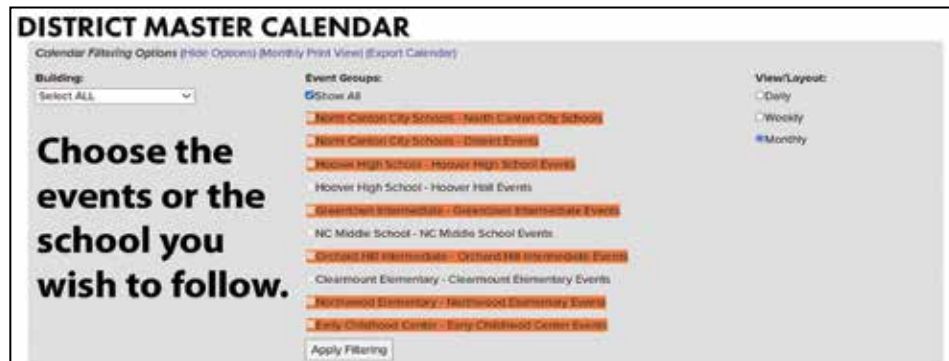 DISTRICT MASTER CALENDAR
Calendar Filtering Options (Hide Options) (Monthly Print View) (Export Calendar)
Building:
Select ALL
Choose the
events or the
school you
wish to follow.
Event Groups:
Show All
North Canton City Schools - North Canton City Schools
North Canton City Schools - District Events
Hoover High School - Hoover High School Events
Hoover High School - Hoover Hall Events
Greentown Intermediate - Greentown Intermediate Events
NC Middle School - NC Middle School Events
Orchard Hill Intermediate - Orchard Hill Intermediate Events
Clearmount Elementary - Clearmount Elementary Events
Northwood Elementary - Northwood Elementary Events
Early Childhood Center - Early Childhood Center Events
Apply Filtering
View/Layout:
Daily
Weekly
Monthly